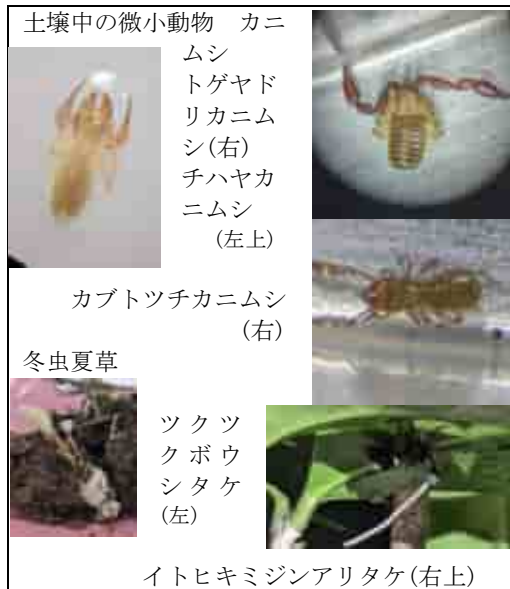 土壌中の微小動物　カニ
ムシ
トゲヤド
リカニム
シ(右)
チハヤカ
ニムシ
(左上)
カブトツチカニムシ
(右)
冬虫夏草
ツクツ
クボウ
シタケ
(左)
イトヒキミジンアリタケ(右上)